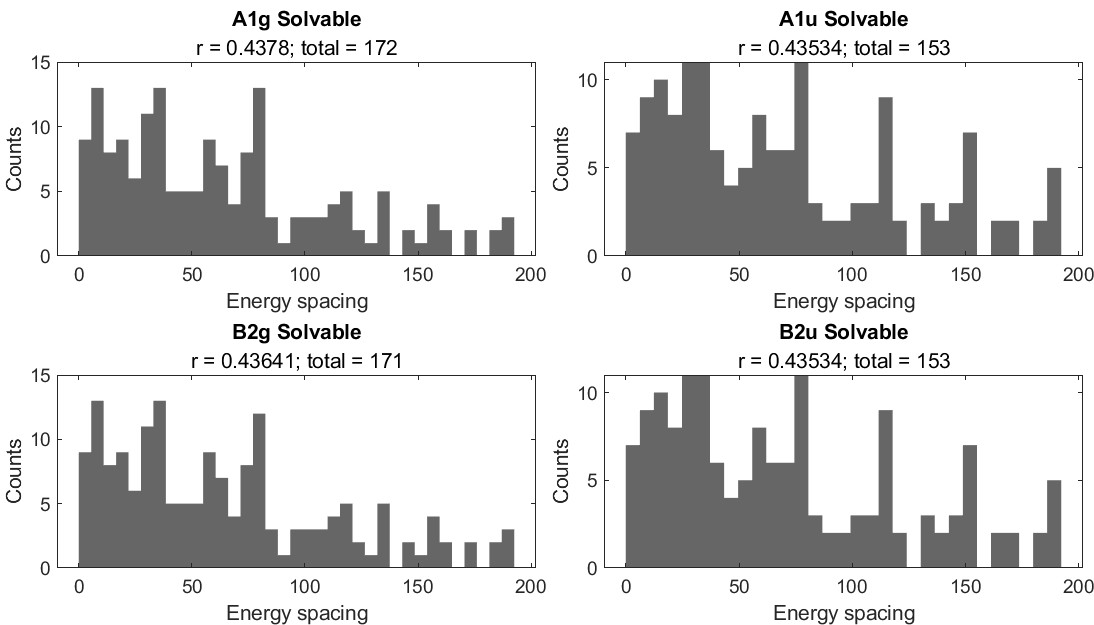 A1g Solvable
r = 0.4378; total = 172
15
10
5
0
Counts
0 50 100 150 200
Energy spacing
A1u Solvable
r = 0.43534; total = 153
10
5
0
Counts
0 50 100 150 200
Energy spacing
B2g Solvable
r = 0.43641; total = 171
15
10
5
0
Counts
0 50 100 150 200
Energy spacing
B2u Solvable
r = 0.43534; total = 153
10
5
0
Counts
0 50 100 150 200
Energy spacing